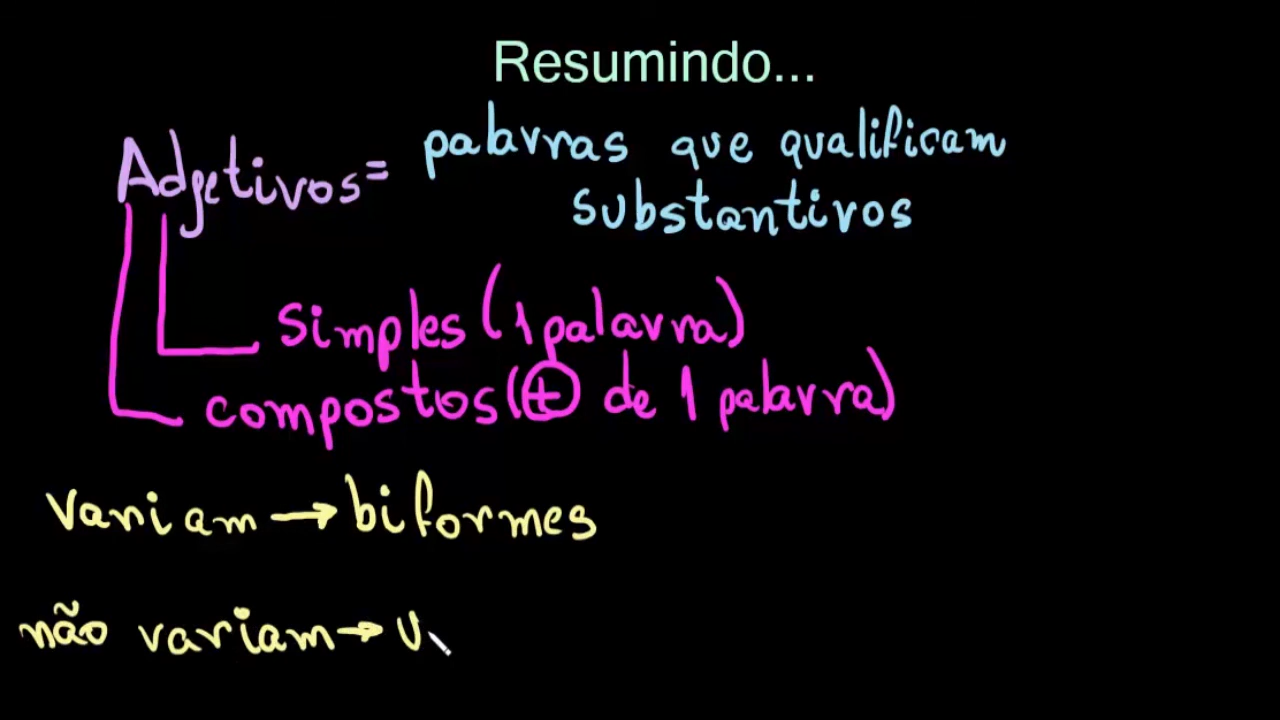 Resumindo...
Adjetivos= palavras que qualificam
substantivos
simples (1 palavra)
compostos (+ de 1 palavra)
variam → biformes
não variam → u